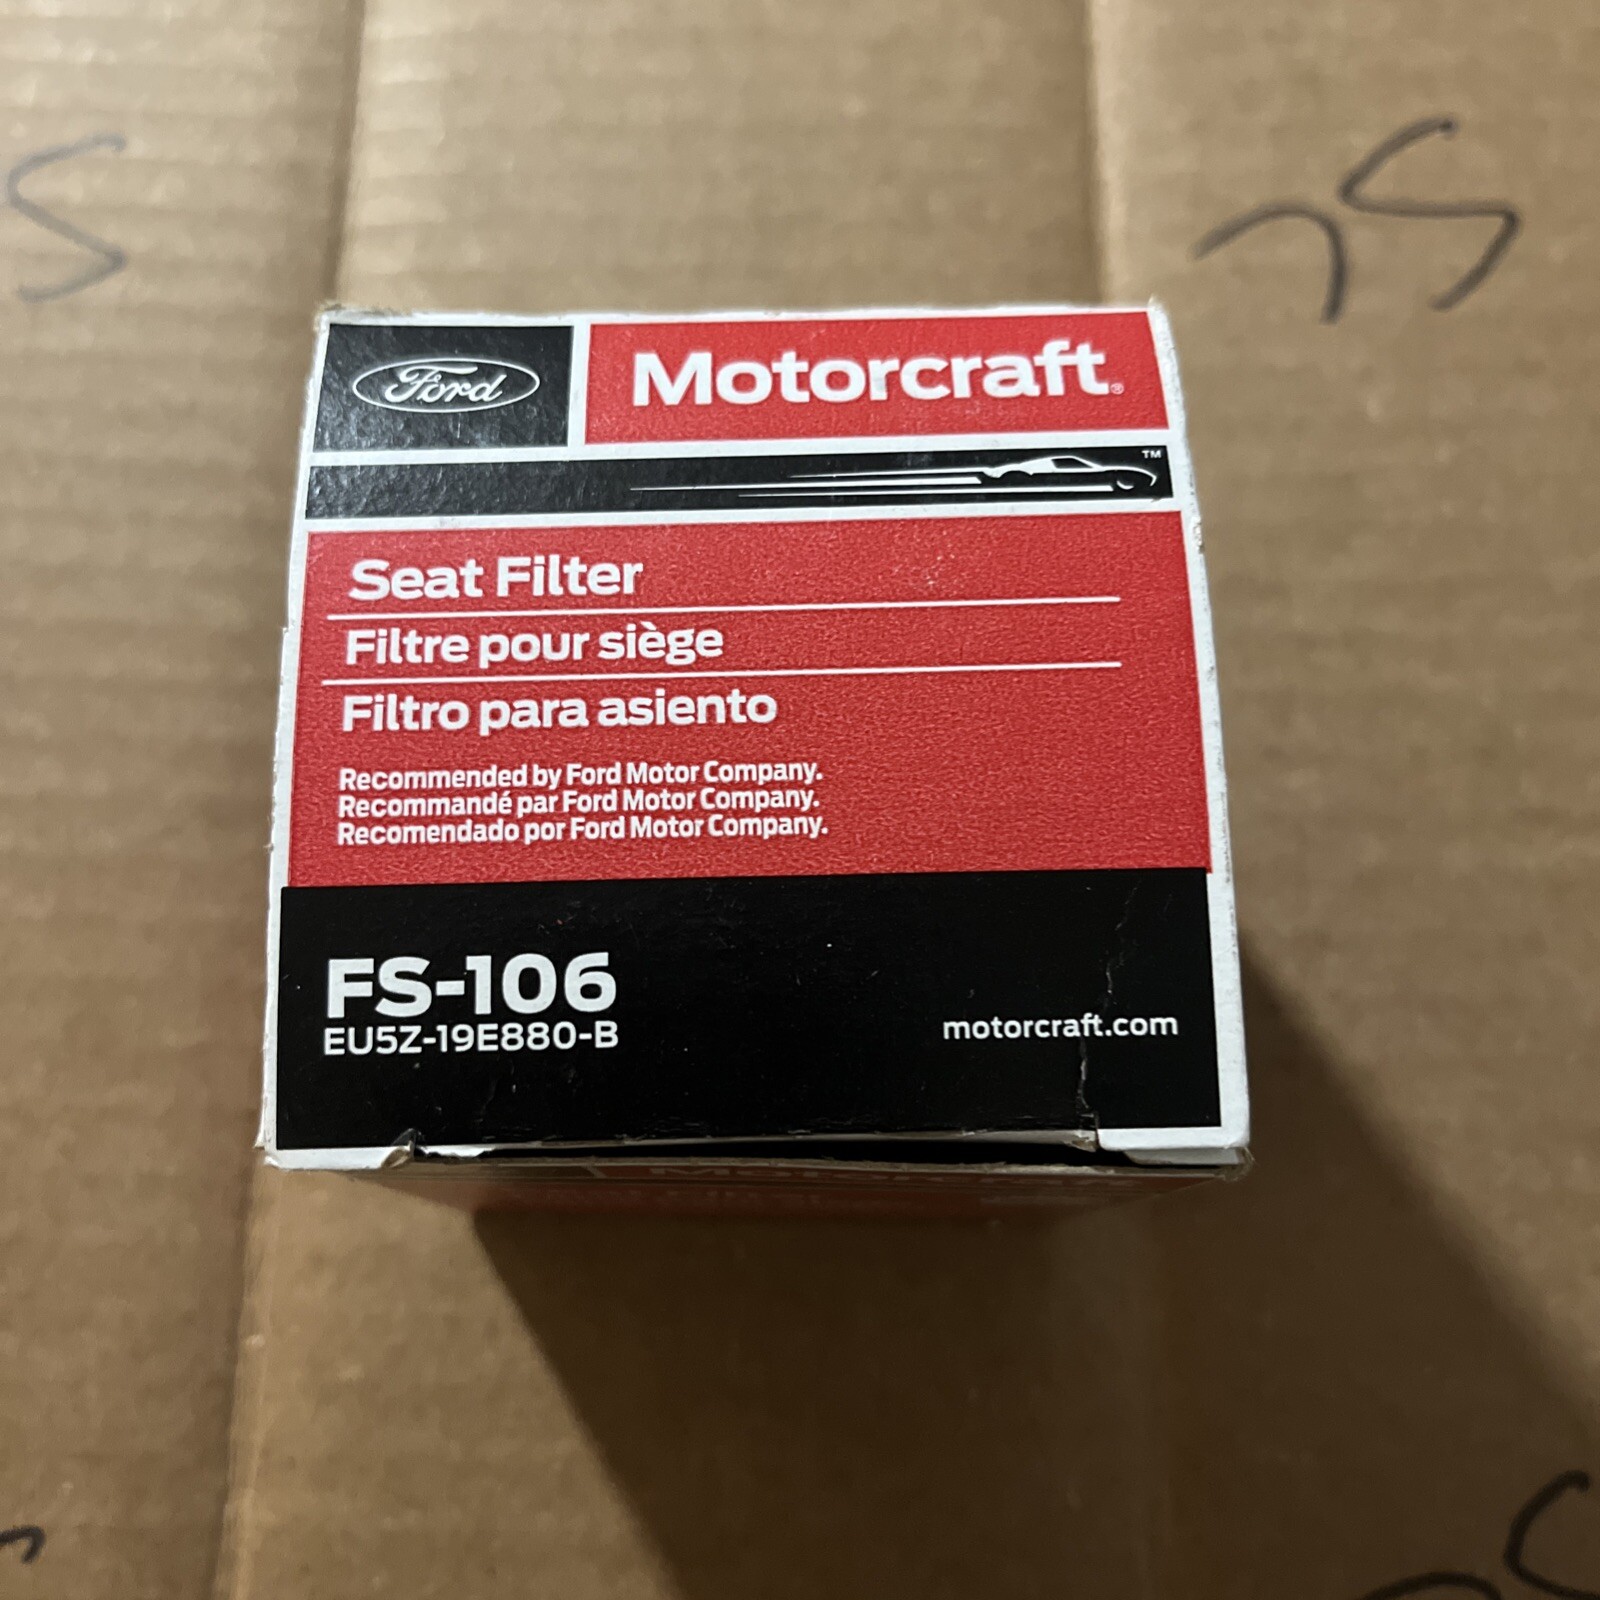 Ford
Motorcraft®
™
Seat Filter
Filtre pour siège
Filtro para asiento
Recommended by Ford Motor Company.
Recommandé par Ford Motor Company.
Recomendado por Ford Motor Company.
FS-106
EU5Z-19E880-B
motorcraft.com